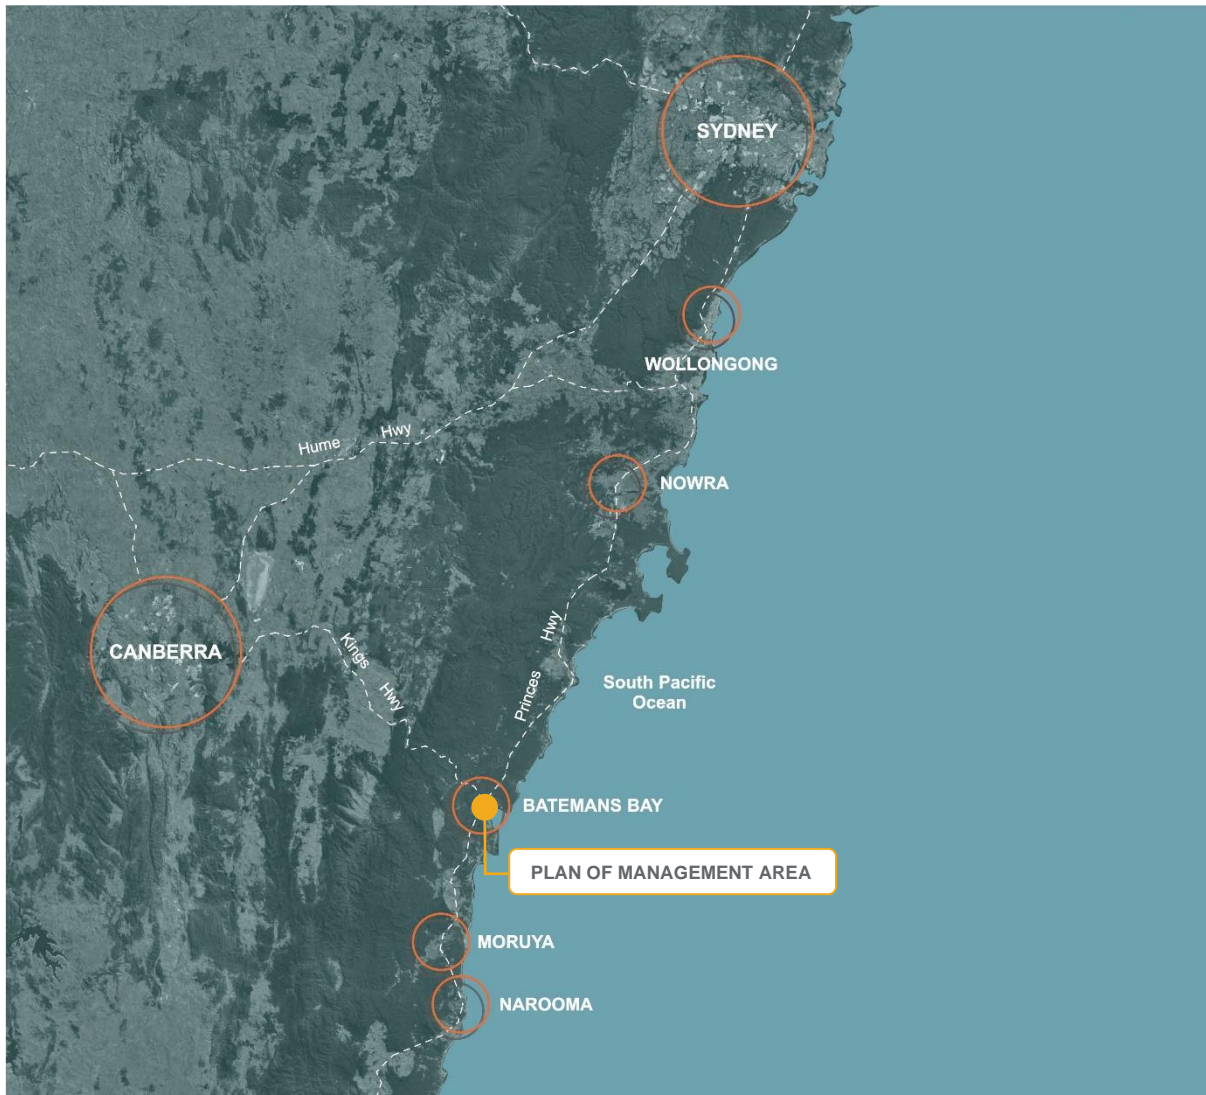 SYDNEY
WOLLONGONG
Hume Hwy
NOWRA
CANBERRA
Kings Hwy
Princes Hwy
South Pacific
Ocean
BATEMANS BAY
PLAN OF MANAGEMENT AREA
MORUYA
NAROOMA